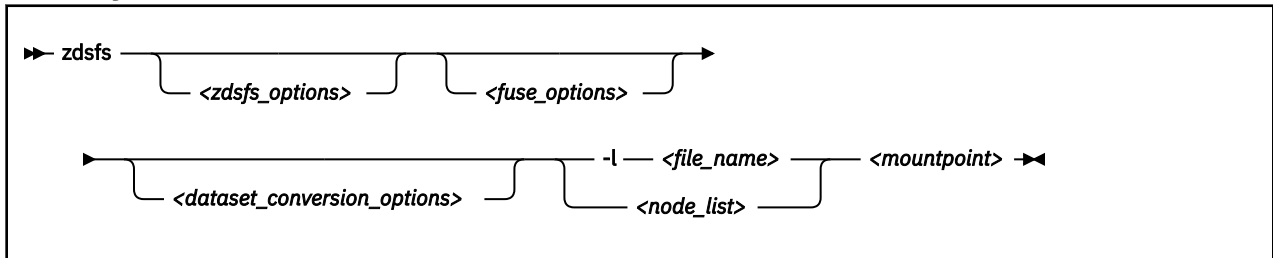 zdsfs
<zdsfs_options> <fuse_options>
-l <file_name> <mountpoint>
<dataset_conversion_options>
<node_list>